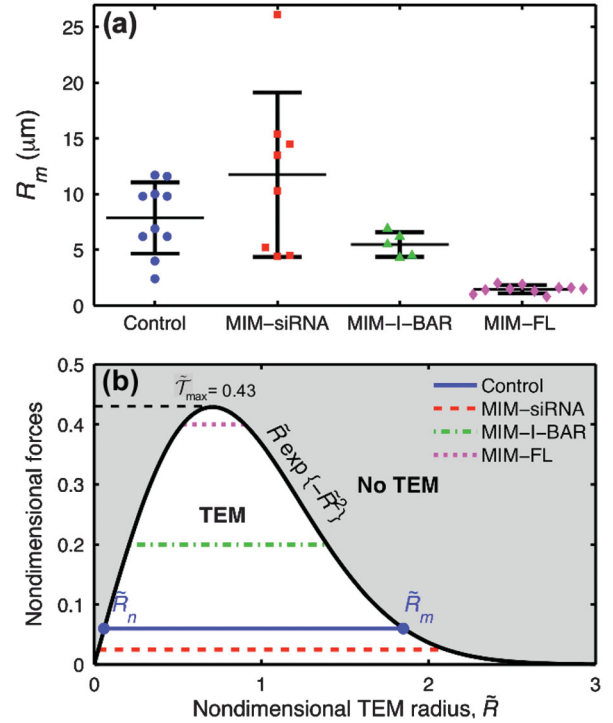 (a)
25
20
15
10
5
0
R_m (μm)
Control MIM–siRNA MIM–I–BAR MIM–FL
(b)
0.5
0.4
0.3
0.2
0.1
0
Nondimensional forces
𝒯̃_max = 0.43
Control
MIM–siRNA
MIM–I–BAR
MIM–FL
R̃ exp {–R̃²}
No TEM
TEM
R̃_n
R̃_m
0 1 2 3
Nondimensional TEM radius, R̃